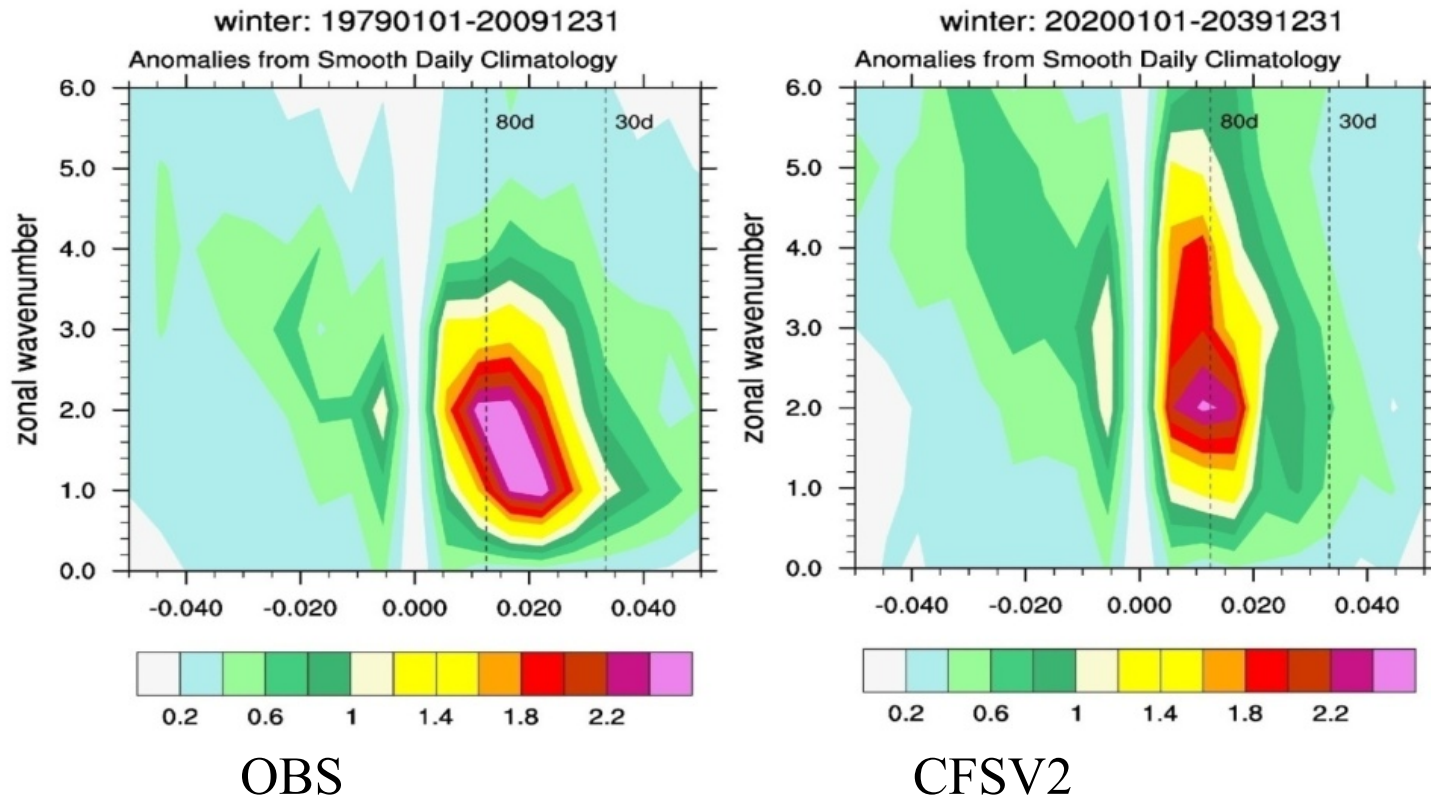 winter: 19790101-20091231
Anomalies from Smooth Daily Climatology
6.0
5.0
4.0
3.0
2.0
1.0
0.0
zonal wavenumber
80d
30d
-0.040 -0.020 0.000 0.020 0.040
0.2 0.6 1 1.4 1.8 2.2
OBS
winter: 20200101-20391231
Anomalies from Smooth Daily Climatology
6.0
5.0
4.0
3.0
2.0
1.0
0.0
zonal wavenumber
80d
30d
-0.040 -0.020 0.000 0.020 0.040
0.2 0.6 1 1.4 1.8 2.2
CFSV2